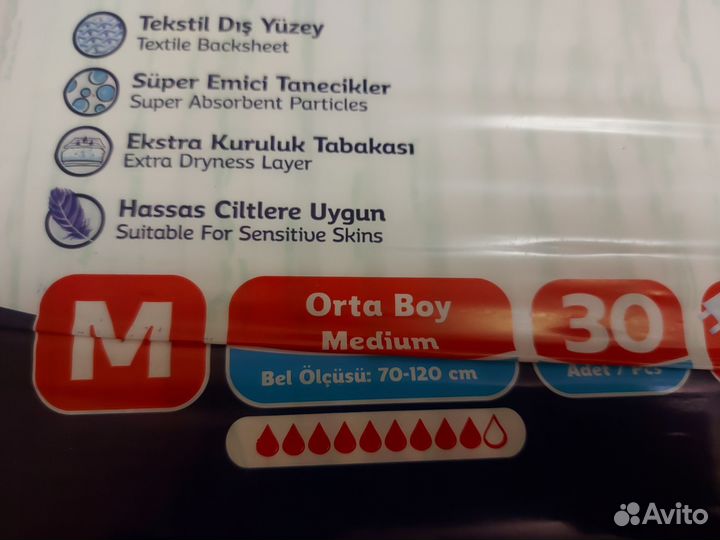 Tekstil Dış Yüzey
Textile Backsheet
Süper Emici Tanecikler
Super Absorbent Particles
Ekstra Kuruluk Tabakası
Extra Dryness Layer
Hassas Ciltlere Uygun
Suitable For Sensitive Skins
M
Orta Boy
Medium
Bel Ölçüsü: 70-120 cm
30
Adet / Pcs
Avito